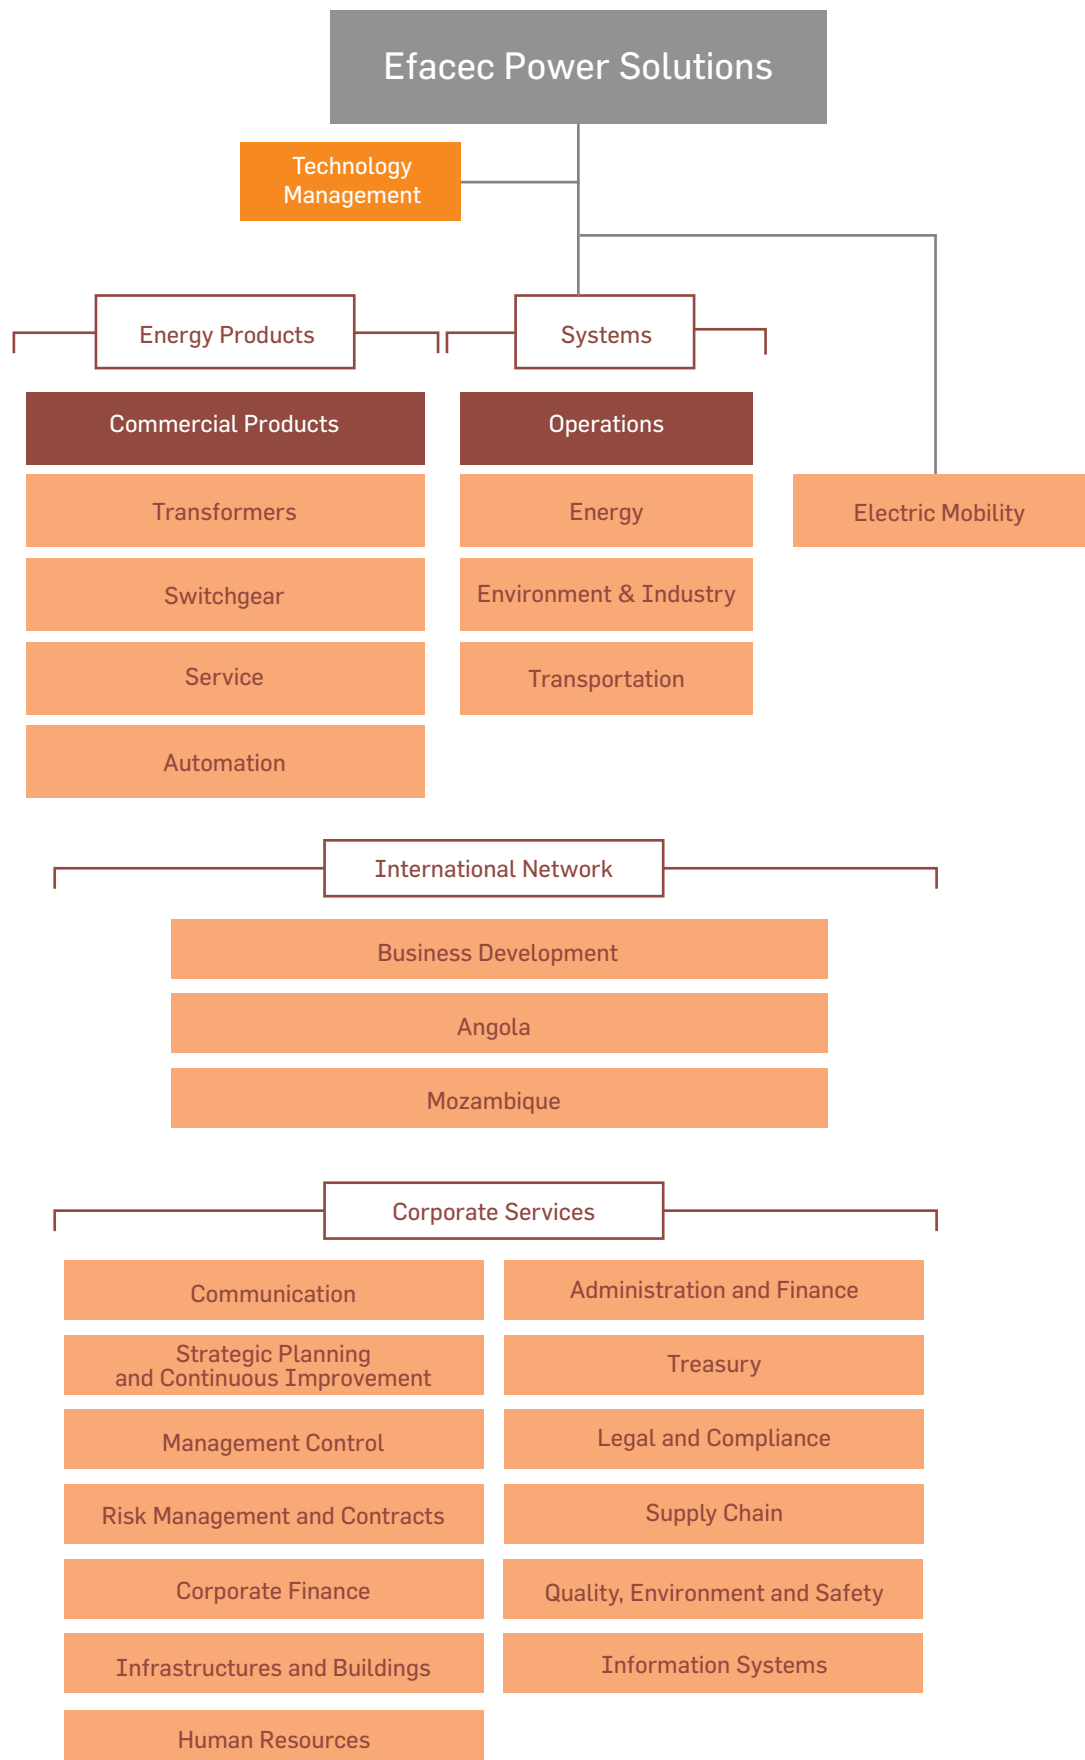 Efacec Power Solutions
Technology
Management
Energy Products
Systems
Commercial Products
Transformers
Switchgear
Service
Automation
Operations
Energy
Environment & Industry
Transportation
Electric Mobility
International Network
Business Development
Angola
Mozambique
Corporate Services
Communication
Strategic Planning
and Continuous Improvement
Management Control
Risk Management and Contracts
Corporate Finance
Infrastructures and Buildings
Human Resources
Administration and Finance
Treasury
Legal and Compliance
Supply Chain
Quality, Environment and Safety
Information Systems